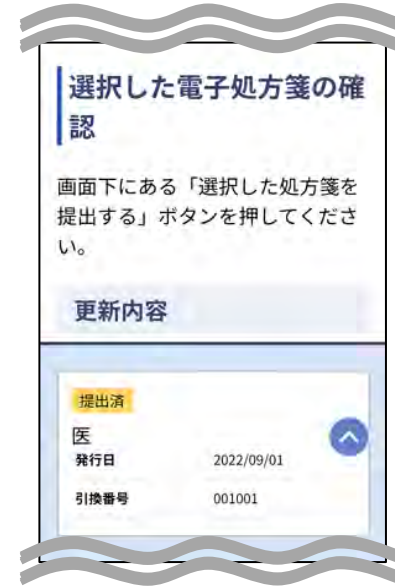 選択した電子処方箋の確
認
画面下にある「選択した処方箋を
提出する」ボタンを押してくださ
い。
更新内容
提出済
医
発行日 2022/09/01
引換番号 001001